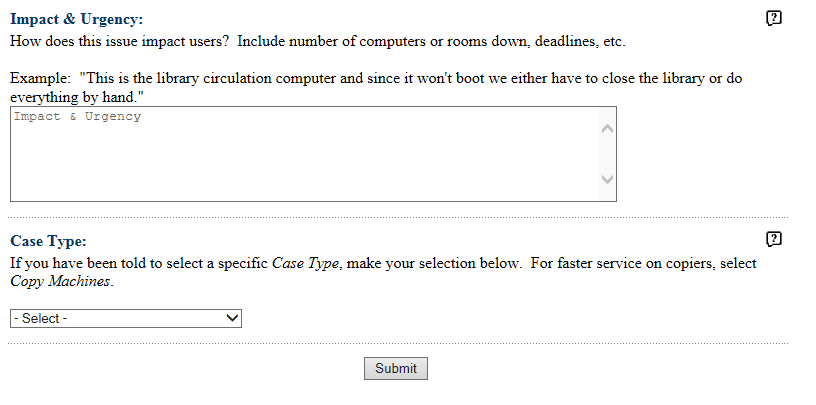 Impact & Urgency:
How does this issue impact users?  Include number of computers or rooms down, deadlines, etc.
Example:  "This is the library circulation computer and since it won't boot we either have to close the library or do
everything by hand."
Impact & Urgency
Case Type:
If you have been told to select a specific Case Type, make your selection below.  For faster service on copiers, select
Copy Machines.
- Select -
Submit